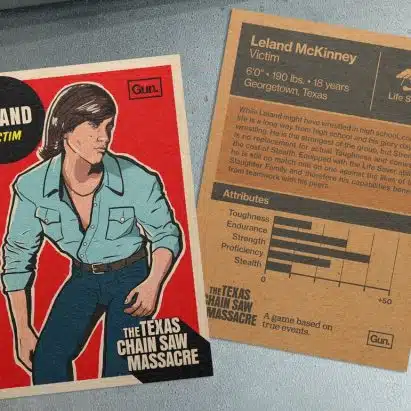 LAND
CTIM
Gun.
THE TEXAS
CHAIN SAW
MASSACRE
Leland McKinney
Victim
6'0" • 190 lbs. • 18 years
Georgetown, Texas
Life S
While Leland might have wrestled in high school,
life is a long way from high school and his glory da
wrestling. He is the strongest of the group, but Stren
is no replacement for actual Toughness and comes
the cost of Stealth. Equipped with the Life Saver abi
he is still no match one on one against the likes of
Slaughter Family and therefore his capabilities ben
from teamwork with his peers.
Attributes
Toughness
Endurance
Strength
Proficiency
Stealth
0
+50
THE TEXAS
CHAIN SAW
MASSACRE
A game based on
true events.
Gun.